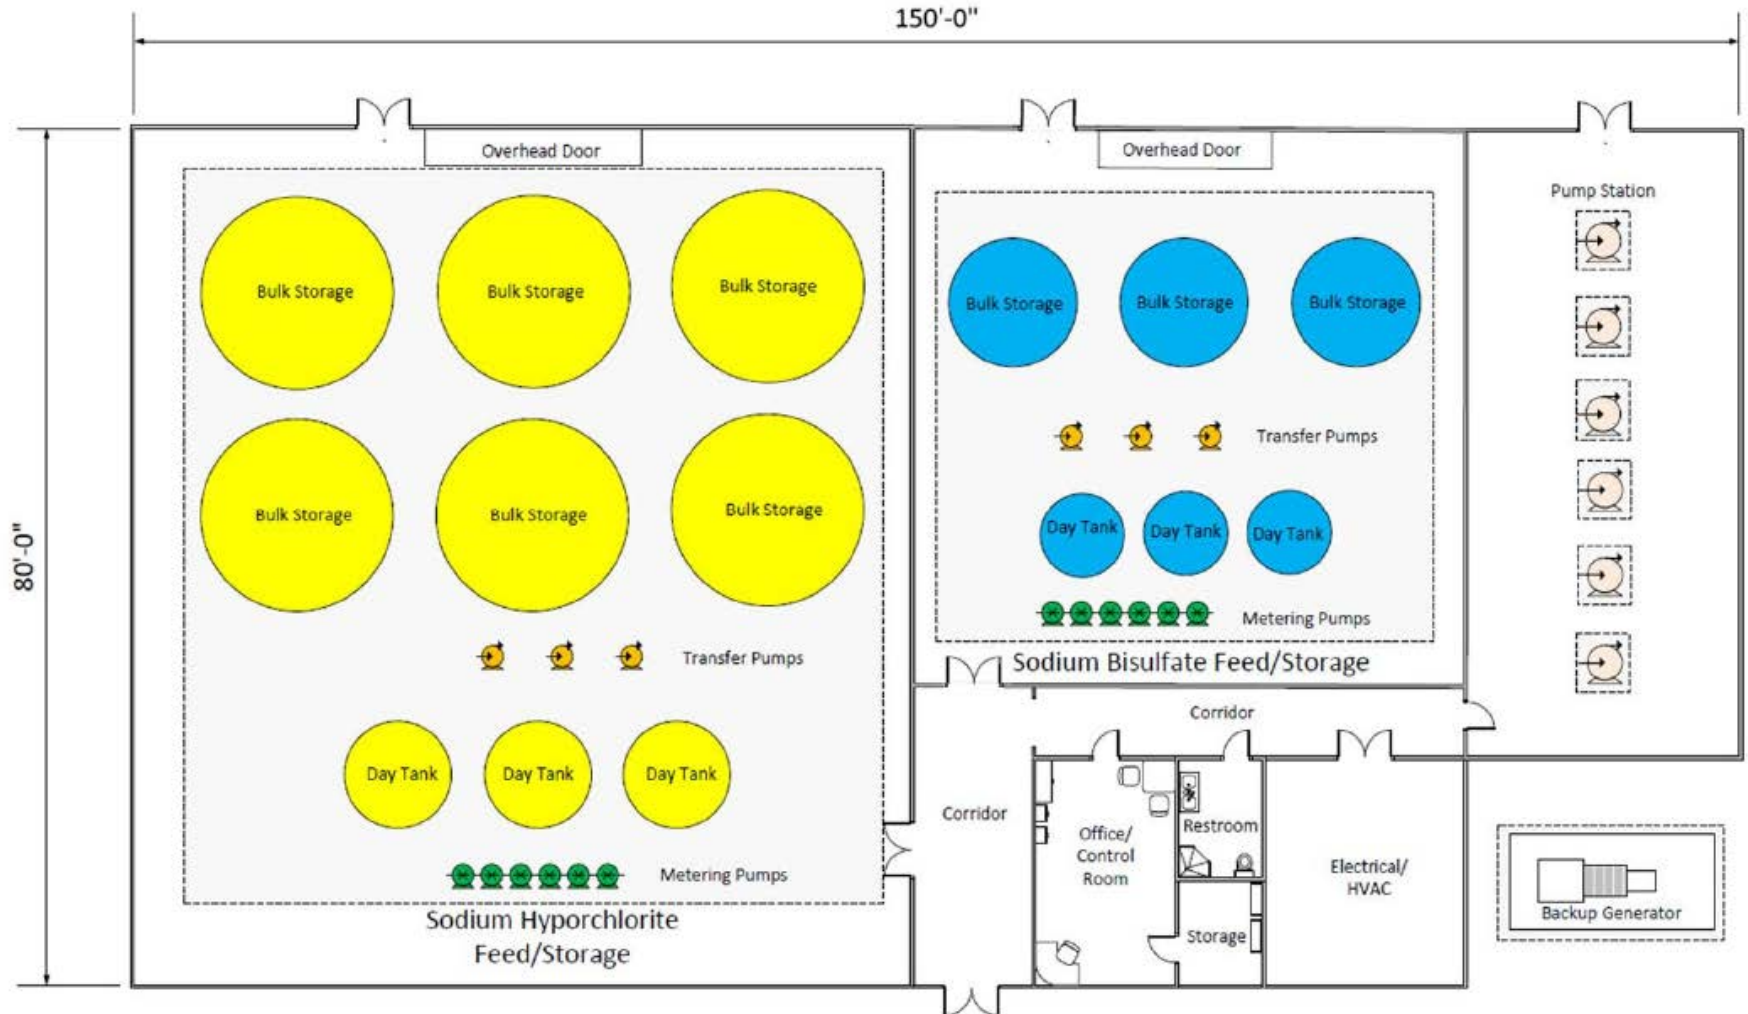 150'-0"
80'-0"
Overhead Door
Overhead Door
Pump Station
Bulk Storage
Bulk Storage
Bulk Storage
Bulk Storage
Bulk Storage
Bulk Storage
Bulk Storage
Bulk Storage
Bulk Storage
Transfer Pumps
Day Tank
Day Tank
Day Tank
Metering Pumps
Sodium Bisulfate Feed/Storage
Transfer Pumps
Day Tank
Day Tank
Day Tank
Metering Pumps
Sodium Hyporchlorite
Feed/Storage
Corridor
Corridor
Office/
Control
Room
Restroom
Storage
Electrical/
HVAC
Backup Generator